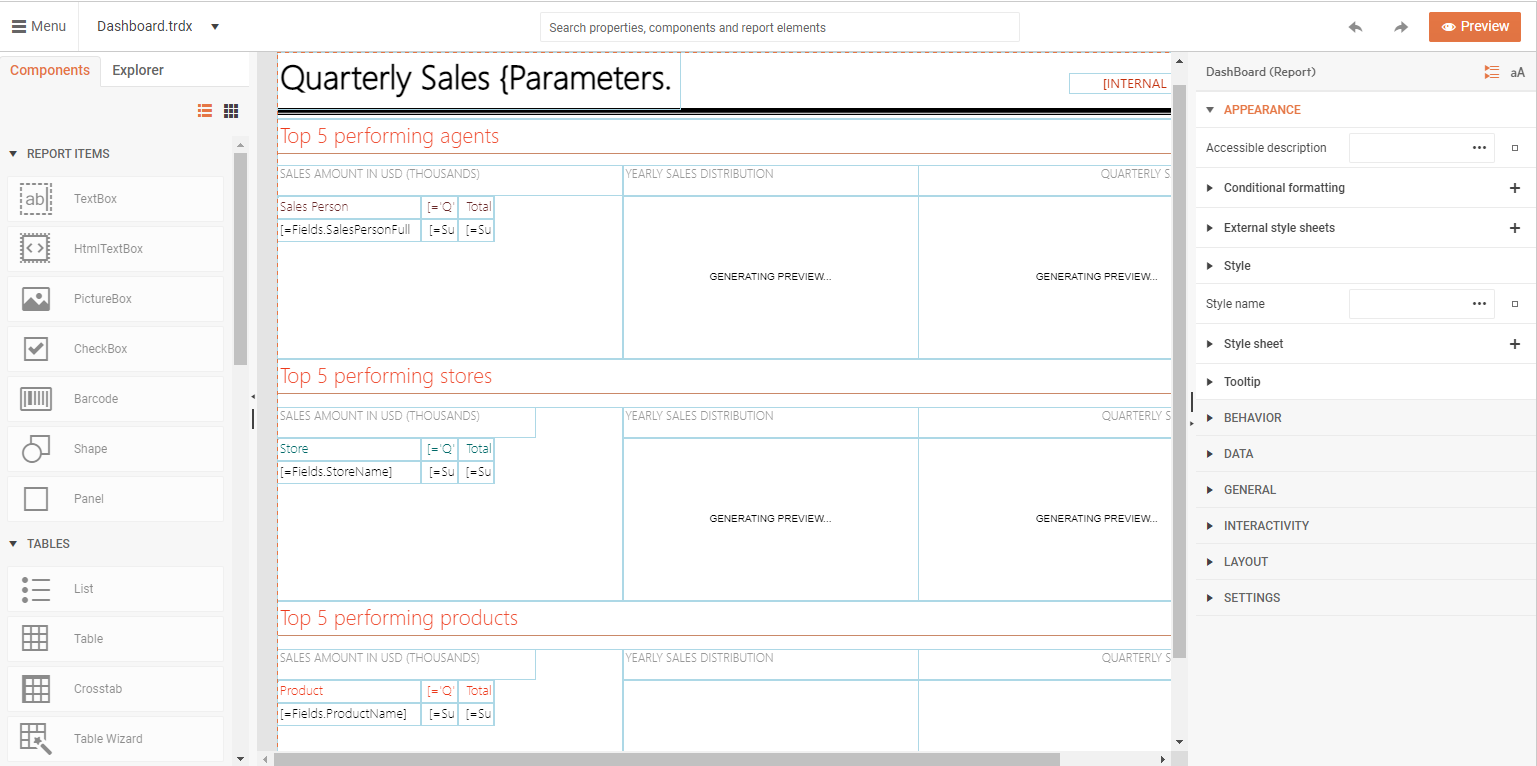 Menu
Dashboard.trdx
Search properties, components and report elements
Preview
Components
Explorer
REPORT ITEMS
TextBox
HtmlTextBox
PictureBox
CheckBox
Barcode
Shape
Panel
TABLES
List
Table
Crosstab
Table Wizard
Quarterly Sales {Parameters.
[INTERNAL
Top 5 performing agents
SALES AMOUNT IN USD (THOUSANDS)
YEARLY SALES DISTRIBUTION
QUARTERLY S
Sales Person
[='Q'
Total
[=Fields.SalesPersonFull
[=Su
[=Su
GENERATING PREVIEW...
GENERATING PREVIEW...
Top 5 performing stores
SALES AMOUNT IN USD (THOUSANDS)
YEARLY SALES DISTRIBUTION
QUARTERLY S
Store
[='Q'
Total
[=Fields.StoreName]
[=Su
[=Su
GENERATING PREVIEW...
GENERATING PREVIEW...
Top 5 performing products
SALES AMOUNT IN USD (THOUSANDS)
YEARLY SALES DISTRIBUTION
QUARTERLY S
Product
[='Q'
Total
[=Fields.ProductName]
[=Su
[=Su
DashBoard (Report)
aA
APPEARANCE
Accessible description
Conditional formatting
External style sheets
Style
Style name
Style sheet
Tooltip
BEHAVIOR
DATA
GENERAL
INTERACTIVITY
LAYOUT
SETTINGS
ab